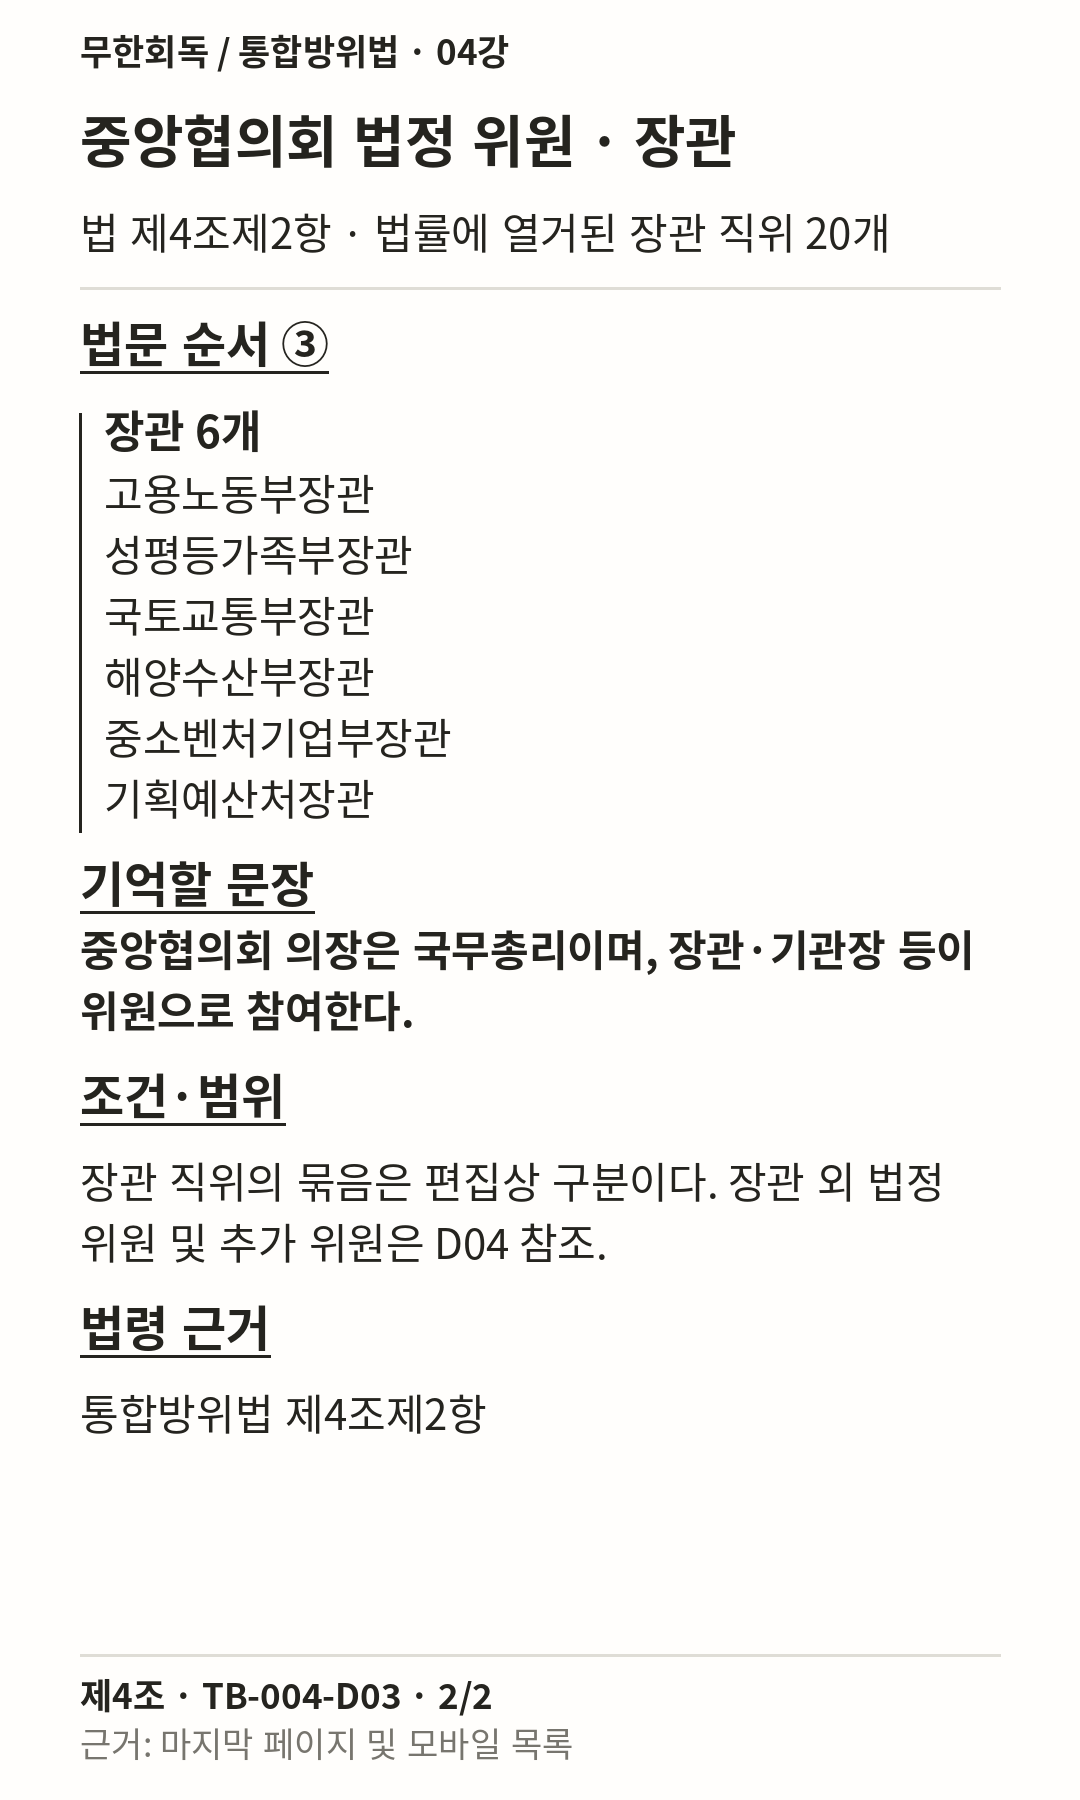 무한회독 / 통합방위법 · 04강
중앙협의회 법정 위원 · 장관
법 제4조제2항 · 법률에 열거된 장관 직위 20개
법문 순서 ③
장관 6개
고용노동부장관
성평등가족부장관
국토교통부장관
해양수산부장관
중소벤처기업부장관
기획예산처장관
기억할 문장
중앙협의회 의장은 국무총리이며, 장관·기관장 등이
위원으로 참여한다.
조건·범위
장관 직위의 묶음은 편집상 구분이다. 장관 외 법정
위원 및 추가 위원은 D04 참조.
법령 근거
통합방위법 제4조제2항
제4조 · TB-004-D03 · 2/2
근거: 마지막 페이지 및 모바일 목록